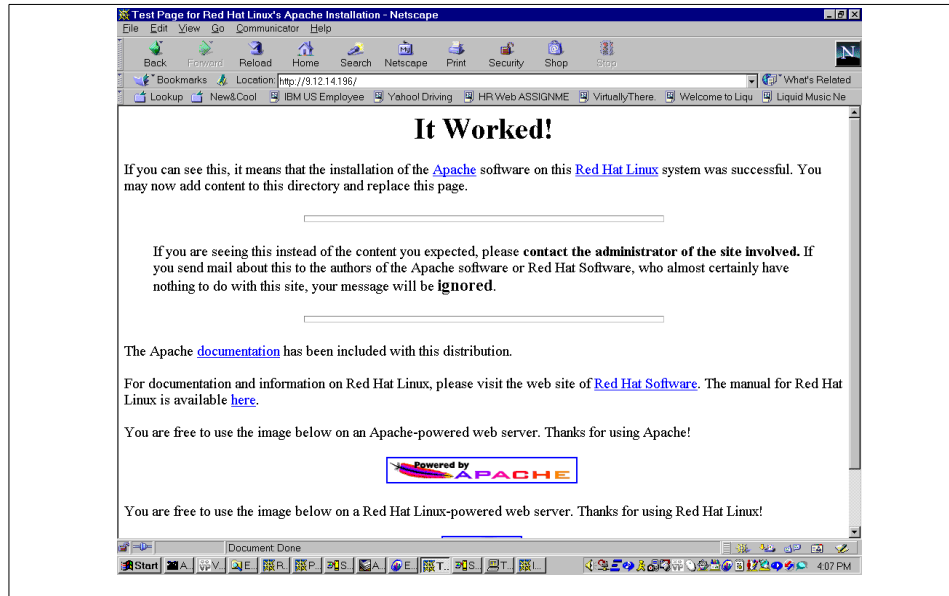 Test Page for Red Hat Linux's Apache Installation - Netscape
File Edit View Go Communicator Help
Back Forward Reload Home Search Netscape Print Security Shop Stop
Bookmarks Location: http://9.12.14.196/ What's Related
Lookup New&Cool IBM US Employee Yahoo! Driving HR Web ASSIGNME VirtuallyThere. Welcome to Liqu Liquid Music Ne
It Worked!
If you can see this, it means that the installation of the Apache software on this Red Hat Linux system was successful. You
may now add content to this directory and replace this page.
If you are seeing this instead of the content you expected, please contact the administrator of the site involved. If
you send mail about this to the authors of the Apache software or Red Hat Software, who almost certainly have
nothing to do with this site, your message will be ignored.
The Apache documentation has been included with this distribution.
For documentation and information on Red Hat Linux, please visit the web site of Red Hat Software. The manual for Red Hat
Linux is available here.
You are free to use the image below on an Apache-powered web server. Thanks for using Apache!
Powered by
APACHE
You are free to use the image below on a Red Hat Linux-powered web server. Thanks for using Red Hat Linux!
Document: Done
Start A.. V... E.. R.. P... S.. A.. E.. T.. S.. T.. I... 4:07 PM